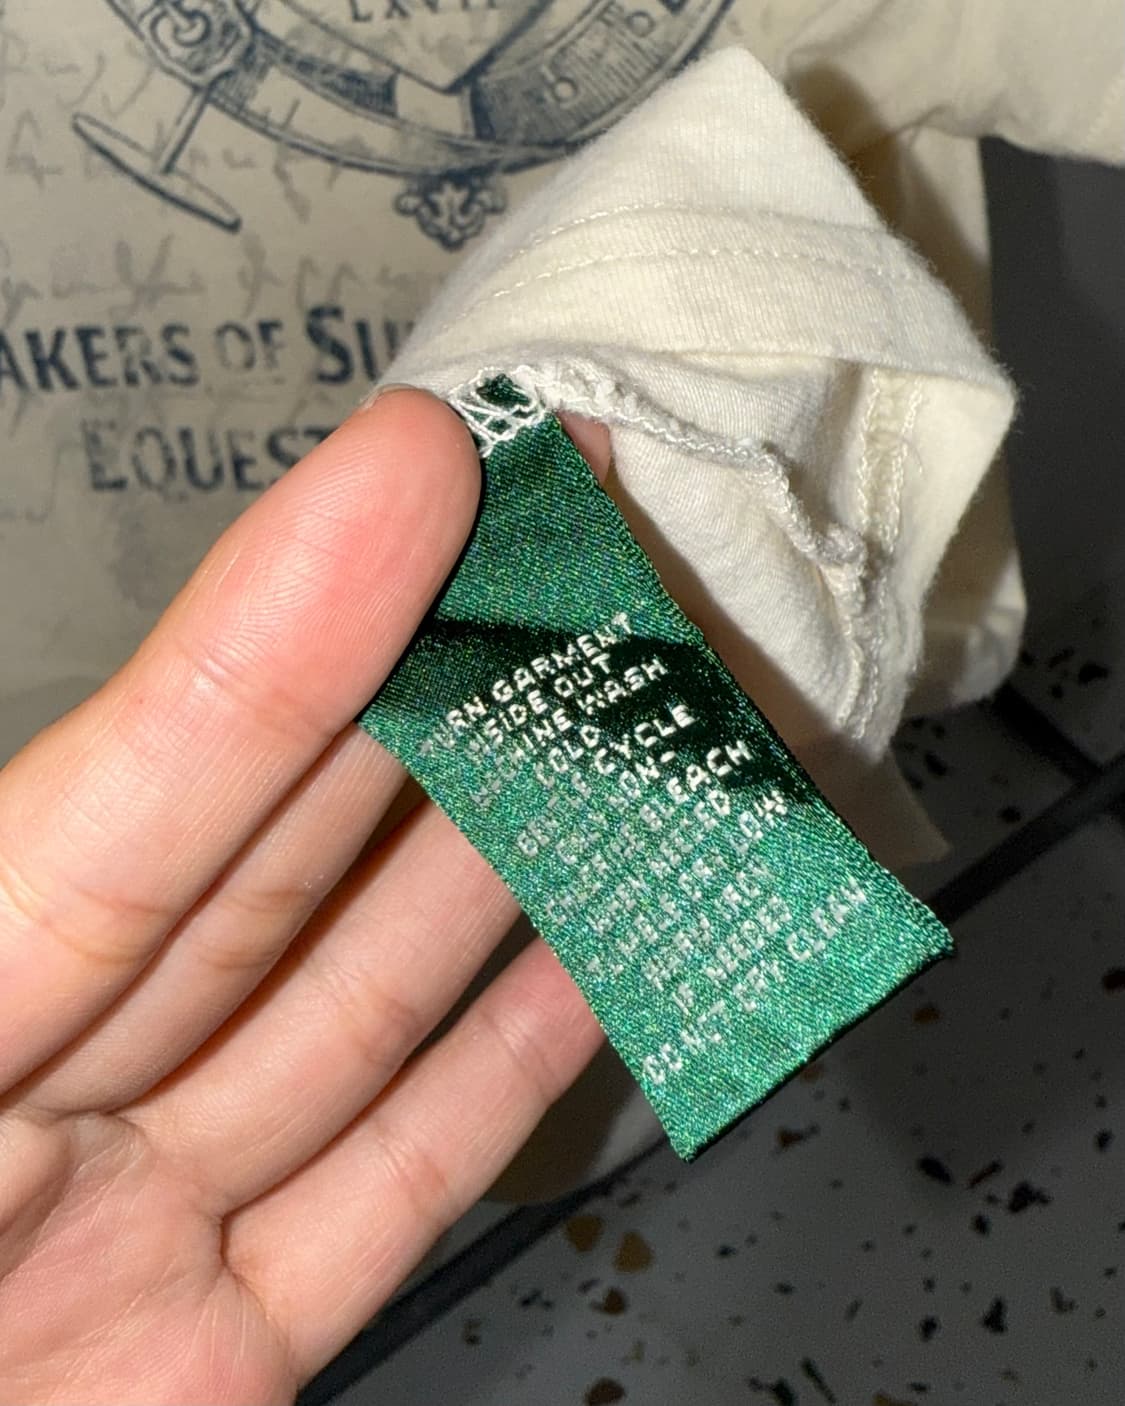 LXVII
AKERS OF SU
EQUEST
TURN GARMENT
INSIDE OUT
MACHINE WASH
COLD
GENTLE CYCLE
ONLY NON-
CHLORINE BLEACH
WHEN NEEDED
TUMBLE DRY LOW
WARM IRON
IF NEEDED
DO NOT DRY CLEAN